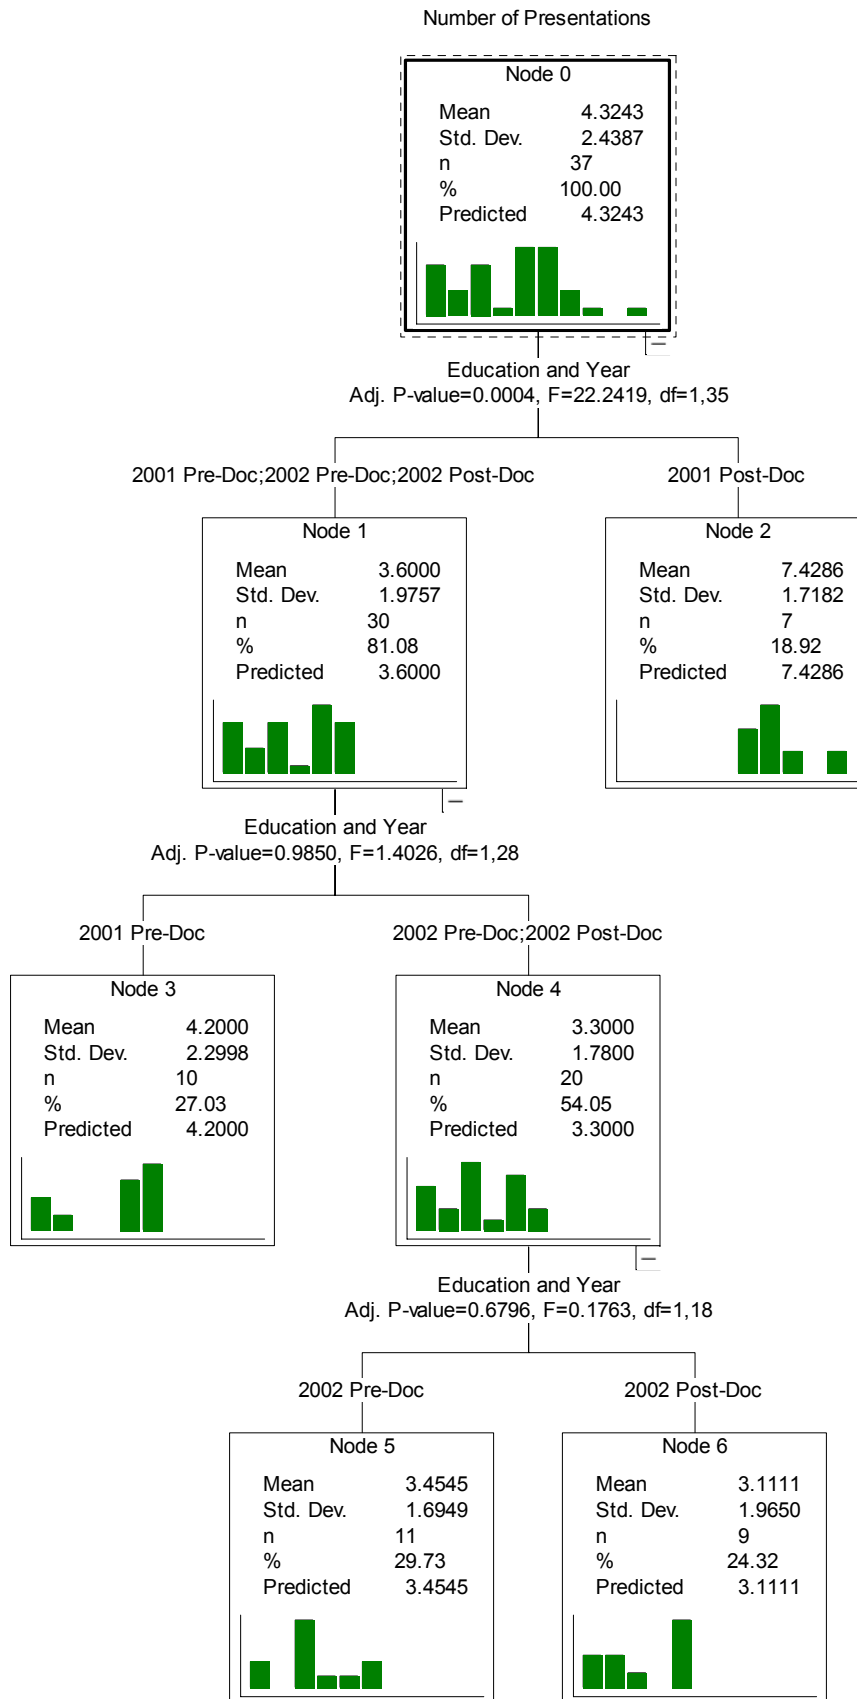 Number of Presentations
Node 0
Mean 4.3243
Std. Dev. 2.4387
n 37
% 100.00
Predicted 4.3243
Education and Year
Adj. P-value=0.0004, F=22.2419, df=1,35
2001 Pre-Doc;2002 Pre-Doc;2002 Post-Doc
Node 1
Mean 3.6000
Std. Dev. 1.9757
n 30
% 81.08
Predicted 3.6000
2001 Post-Doc
Node 2
Mean 7.4286
Std. Dev. 1.7182
n 7
% 18.92
Predicted 7.4286
Education and Year
Adj. P-value=0.9850, F=1.4026, df=1,28
2001 Pre-Doc
Node 3
Mean 4.2000
Std. Dev. 2.2998
n 10
% 27.03
Predicted 4.2000
2002 Pre-Doc;2002 Post-Doc
Node 4
Mean 3.3000
Std. Dev. 1.7800
n 20
% 54.05
Predicted 3.3000
Education and Year
Adj. P-value=0.6796, F=0.1763, df=1,18
2002 Pre-Doc
Node 5
Mean 3.4545
Std. Dev. 1.6949
n 11
% 29.73
Predicted 3.4545
2002 Post-Doc
Node 6
Mean 3.1111
Std. Dev. 1.9650
n 9
% 24.32
Predicted 3.1111